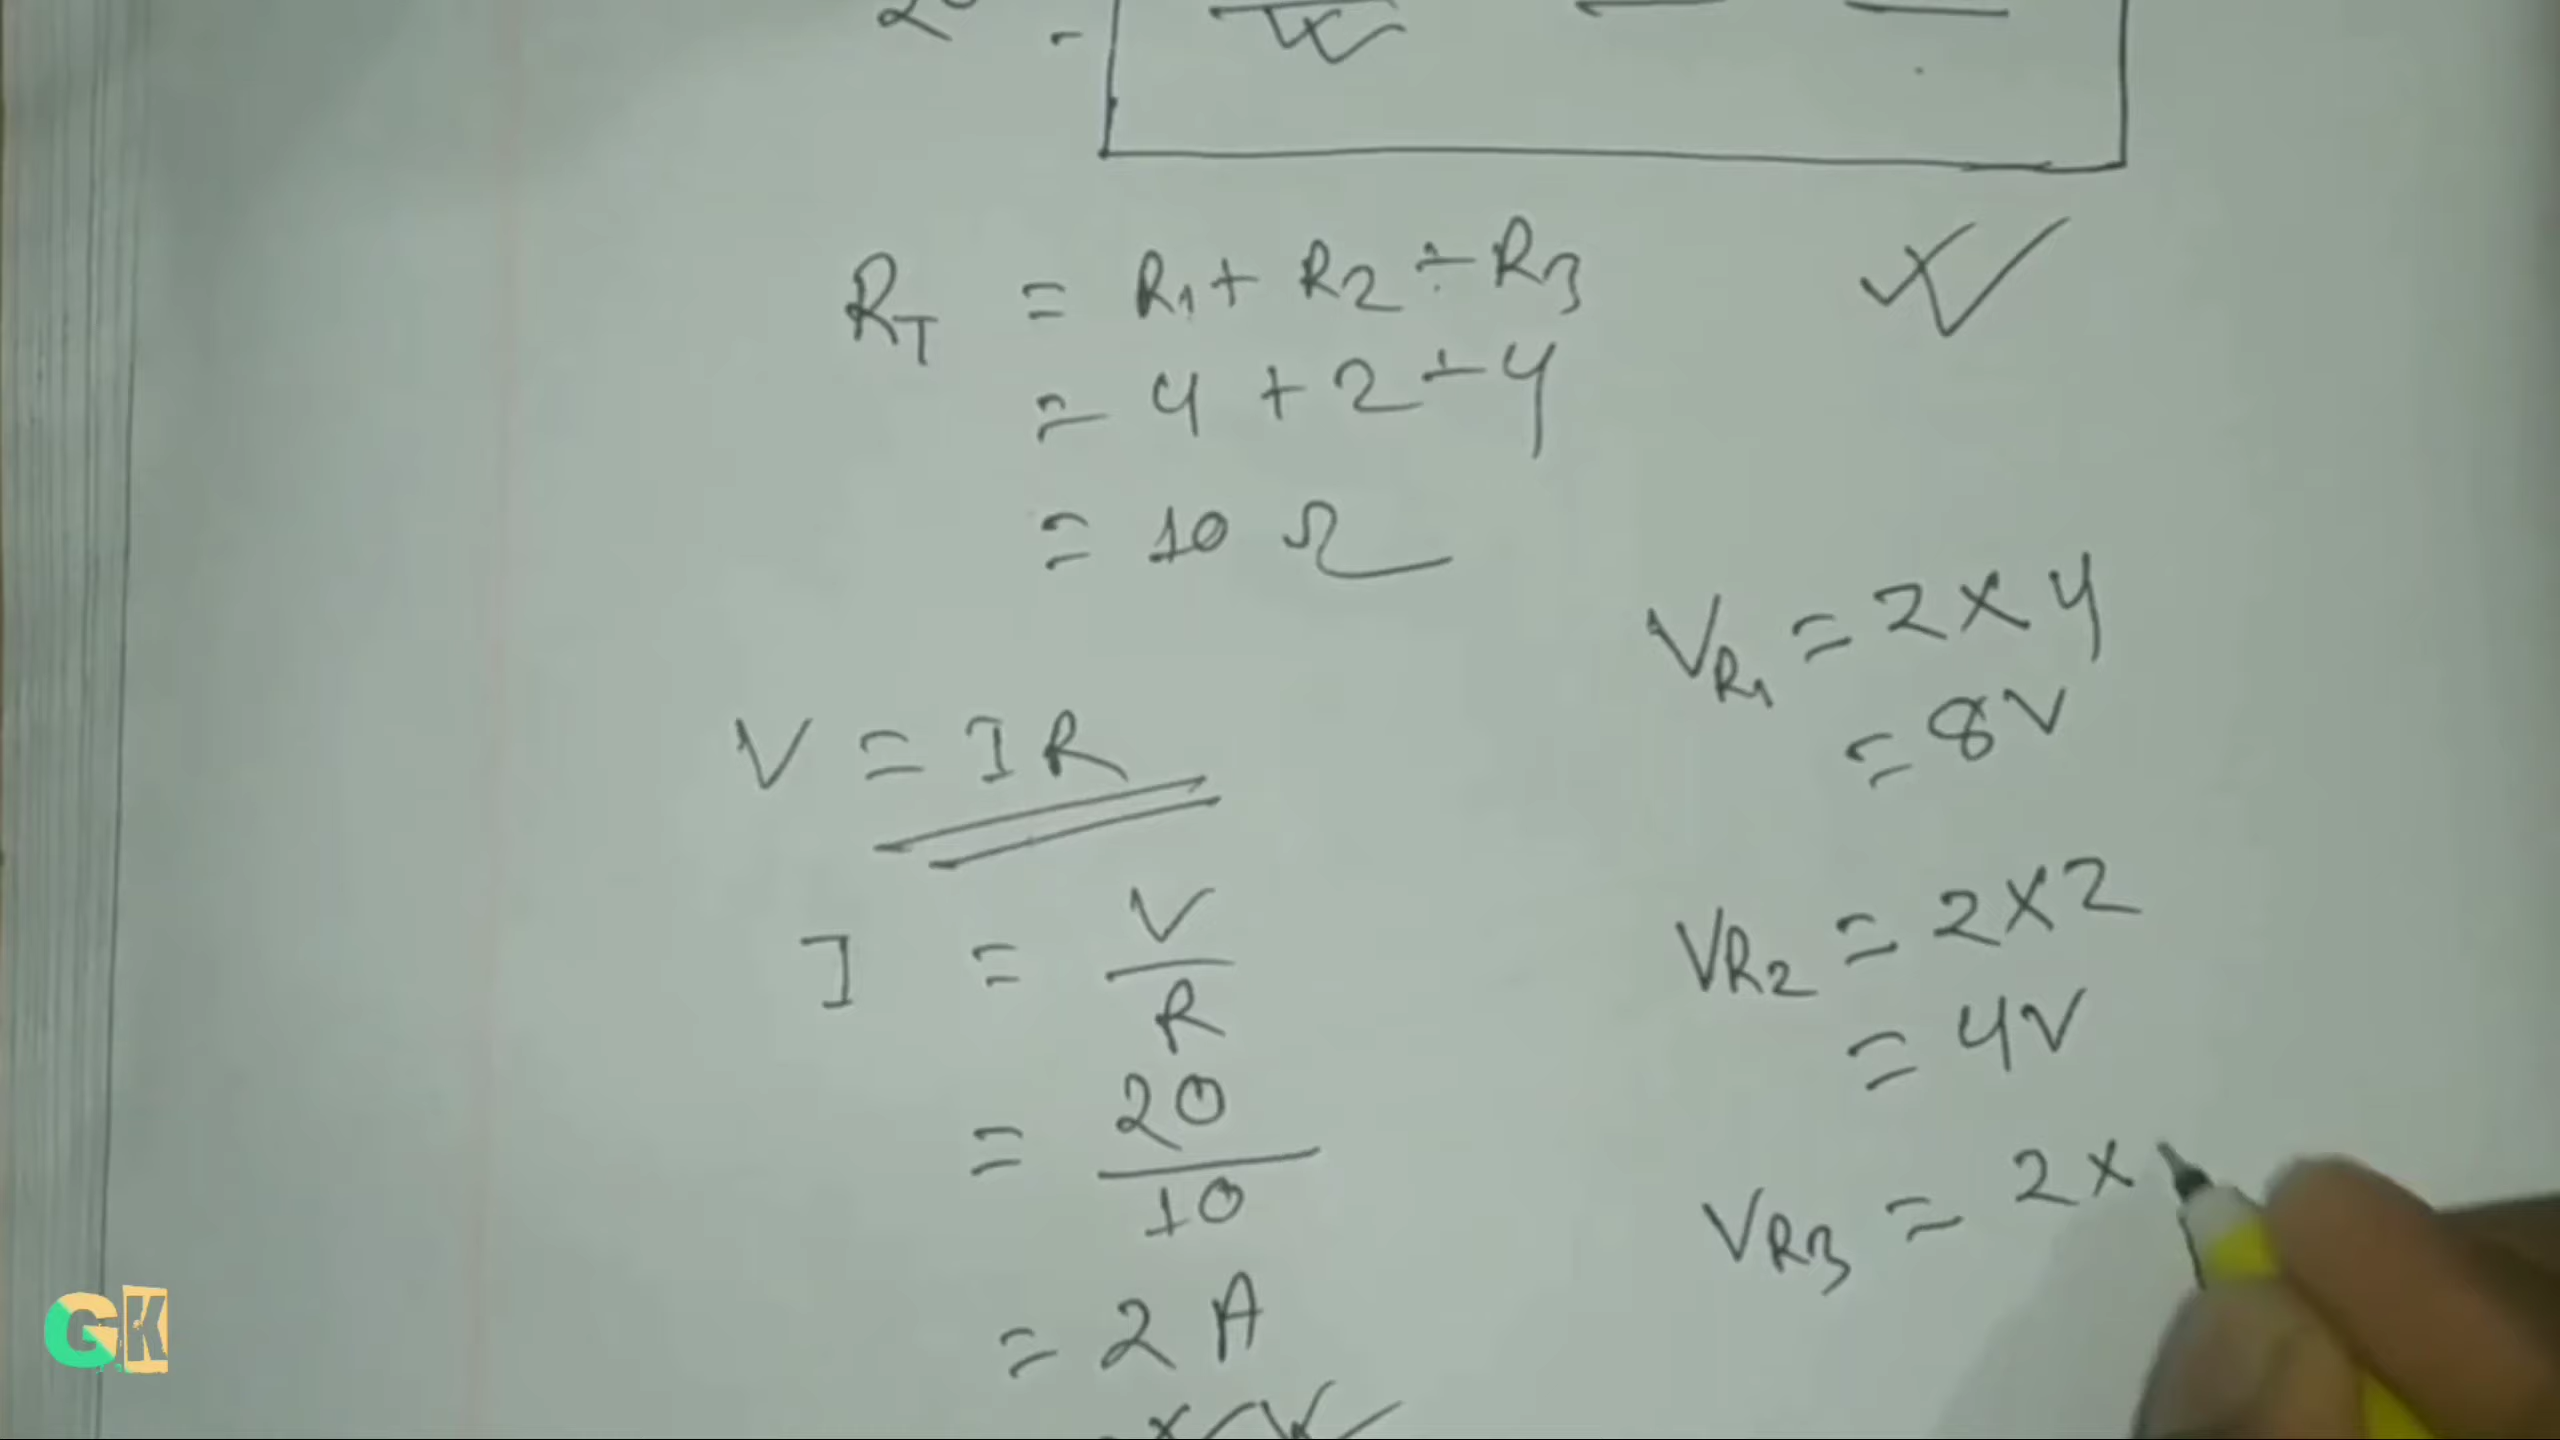 R_T = R1 + R2 + R3
= 4 + 2 + 4
= 10 Ω
V = IR
I = V/R
= 20/10
= 2 A
V_R1 = 2 × 4
= 8V
V_R2 = 2×2
= 4V
V_R3 = 2×
GK